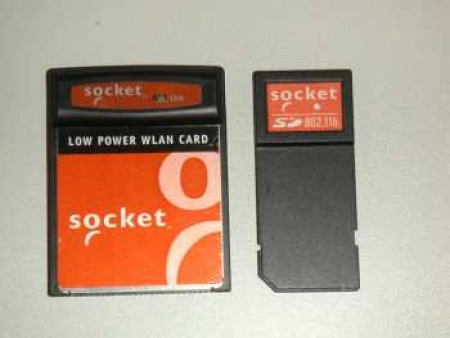 socket
LOW POWER WLAN CARD
socket
socket
SD 802.11b